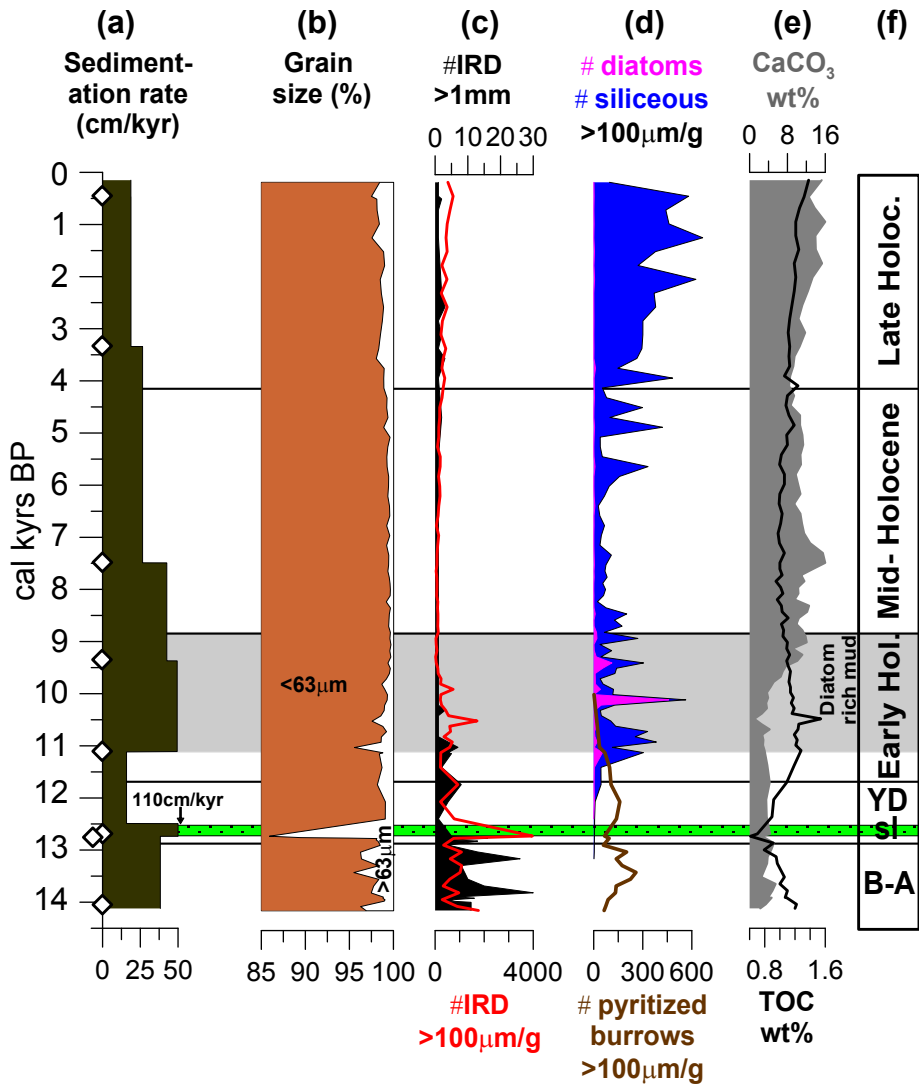 (a) (b) (c) (d) (e) (f)
Sediment-
ation rate
(cm/kyr)
Grain
size (%)
#IRD
>1mm
# diatoms
# siliceous
>100μm/g
CaCO3
wt%
0 10 20 30
0 8 16
cal kyrs BP
0
1
2
3
4
5
6
7
8
9
10
11
12
13
14
110cm/kyr
<63μm
>63μm
Diatom
rich mud
Late Holoc.
Mid- Holocene
Early Hol.
YD
sl
B-A
0 25 50
85 90 95 100
0 4000
0 300 600
0.8 1.6
#IRD
>100μm/g
# pyritized
burrows
>100μm/g
TOC
wt%